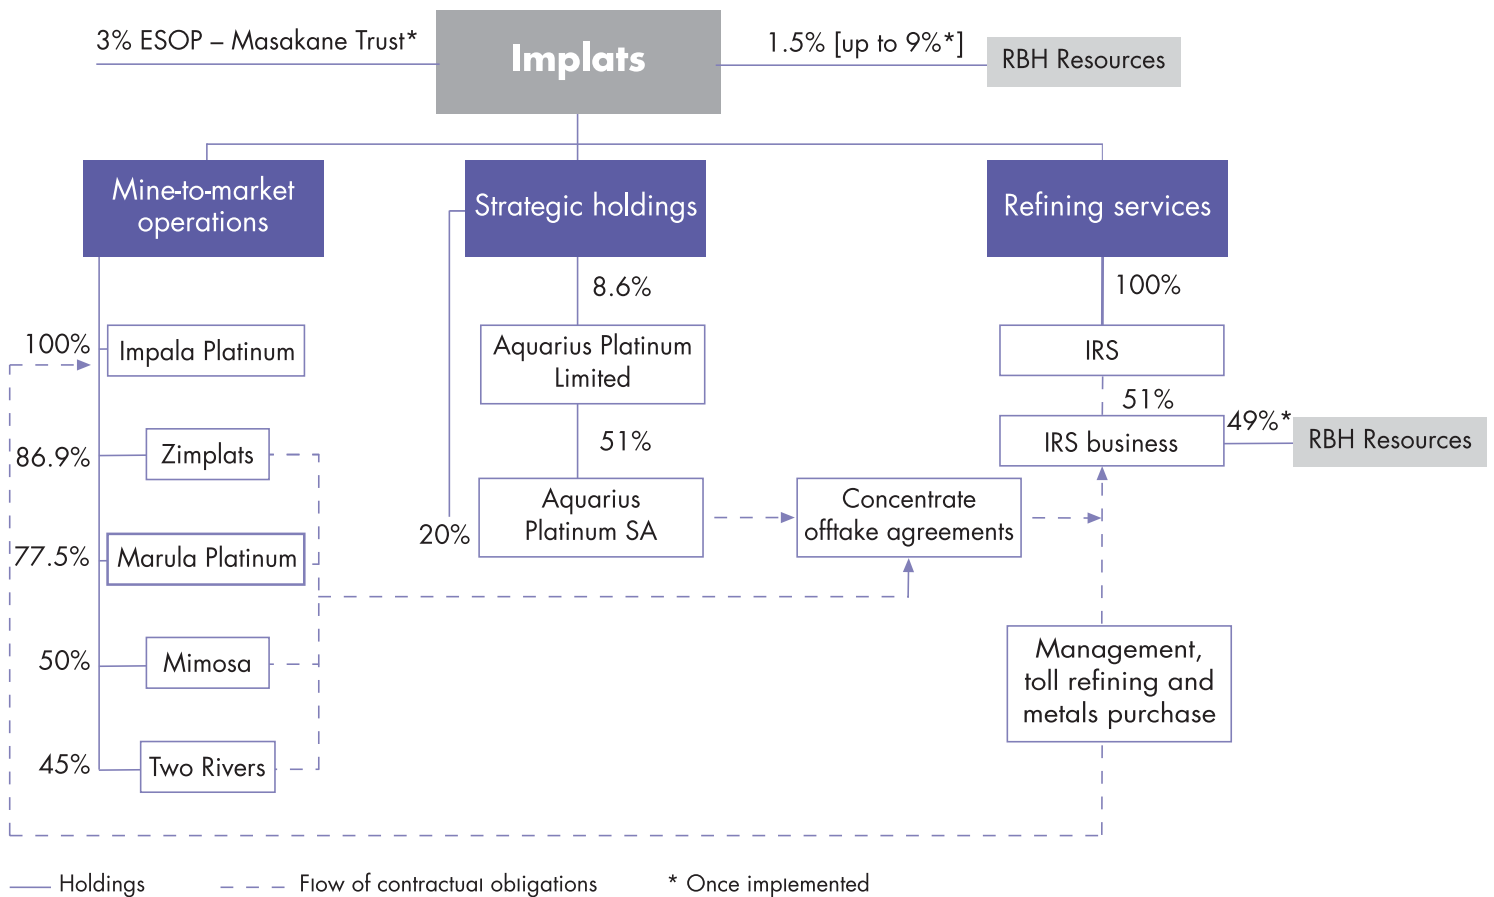 3% ESOP – Masakane Trust*
Implats
1.5% [up to 9%*]
RBH Resources
Mine-to-market
operations
Strategic holdings
Refining services
8.6%
100%
100%
Impala Platinum
Aquarius Platinum
Limited
IRS
51%
86.9%
Zimplats
51%
IRS business
49%*
RBH Resources
20%
Aquarius
Platinum SA
Concentrate
offtake agreements
77.5%
Marula Platinum
50%
Mimosa
Management,
toll refining and
metals purchase
45%
Two Rivers
Holdings
Flow of contractual obligations
* Once implemented